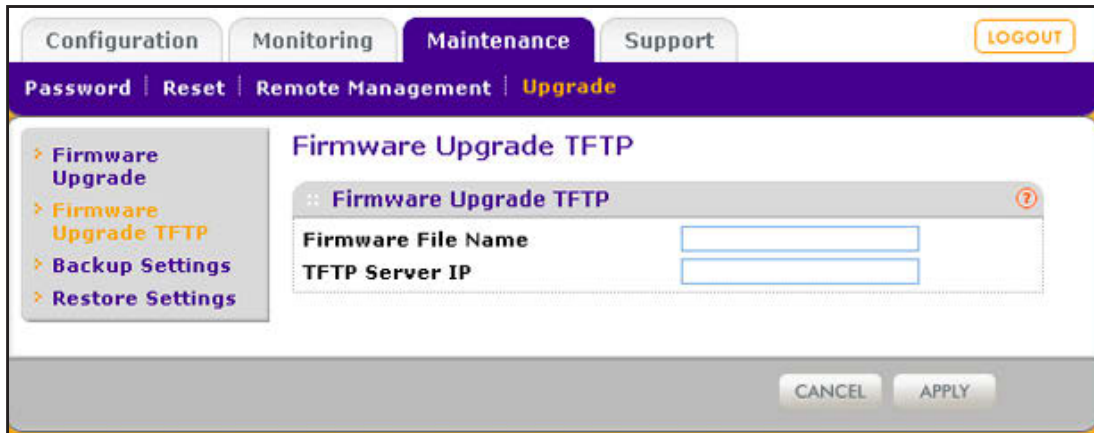 Configuration Monitoring Maintenance Support LOGOUT
Password Reset Remote Management Upgrade
Firmware
Upgrade
Firmware
Upgrade TFTP
Backup Settings
Restore Settings
Firmware Upgrade TFTP
Firmware Upgrade TFTP ?
Firmware File Name
TFTP Server IP
CANCEL APPLY